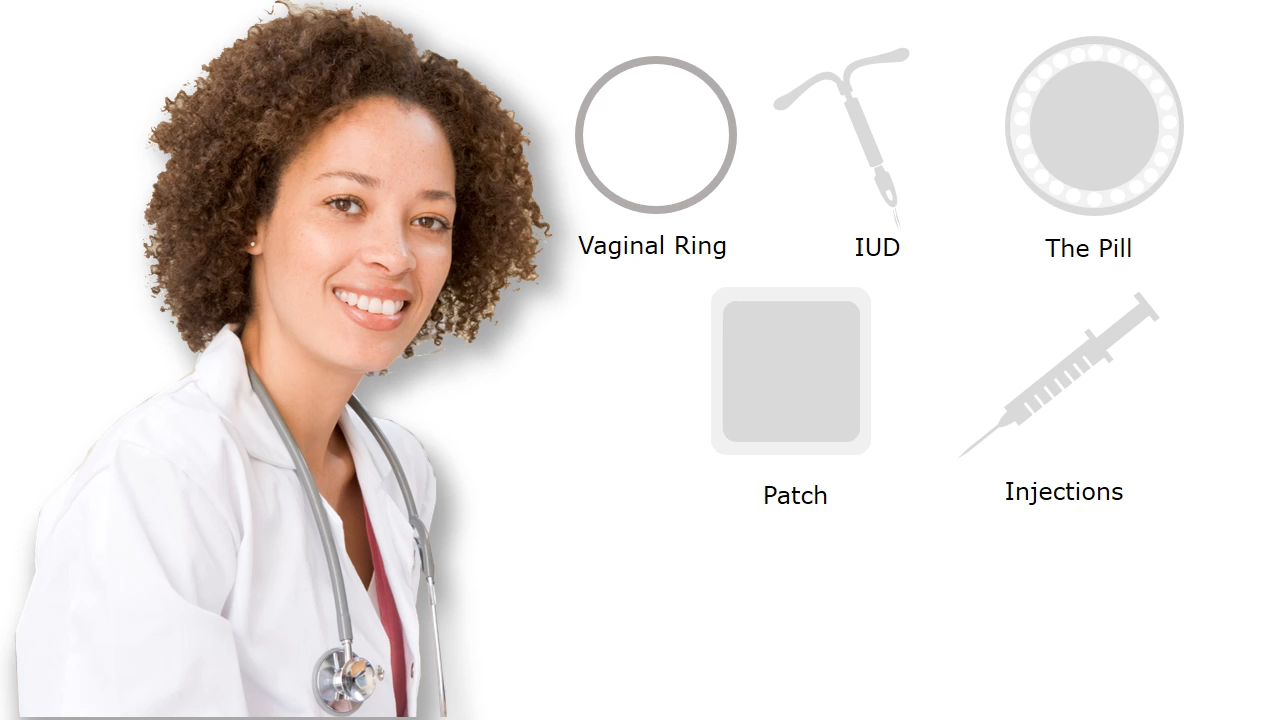 Vaginal Ring
IUD
The Pill
Patch
Injections